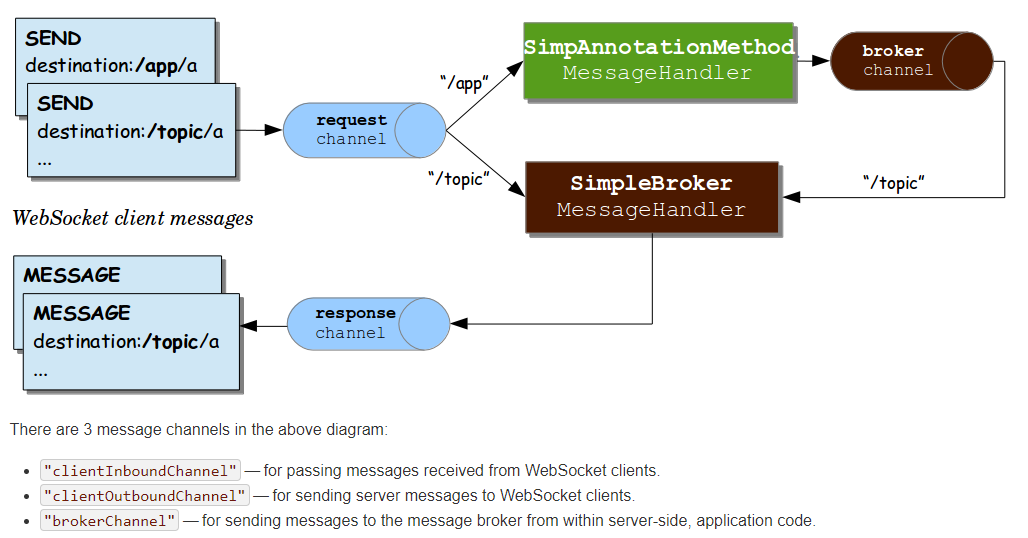 SEND
destination:/app/a
SEND
destination:/topic/a
...
WebSocket client messages
request
channel
“/app”
“/topic”
SimpAnnotationMethod
MessageHandler
broker
channel
SimpleBroker
MessageHandler
“/topic”
MESSAGE
MESSAGE
destination:/topic/a
...
response
channel
There are 3 message channels in the above diagram:
• "clientInboundChannel" — for passing messages received from WebSocket clients.
• "clientOutboundChannel" — for sending server messages to WebSocket clients.
• "brokerChannel" — for sending messages to the message broker from within server-side, application code.